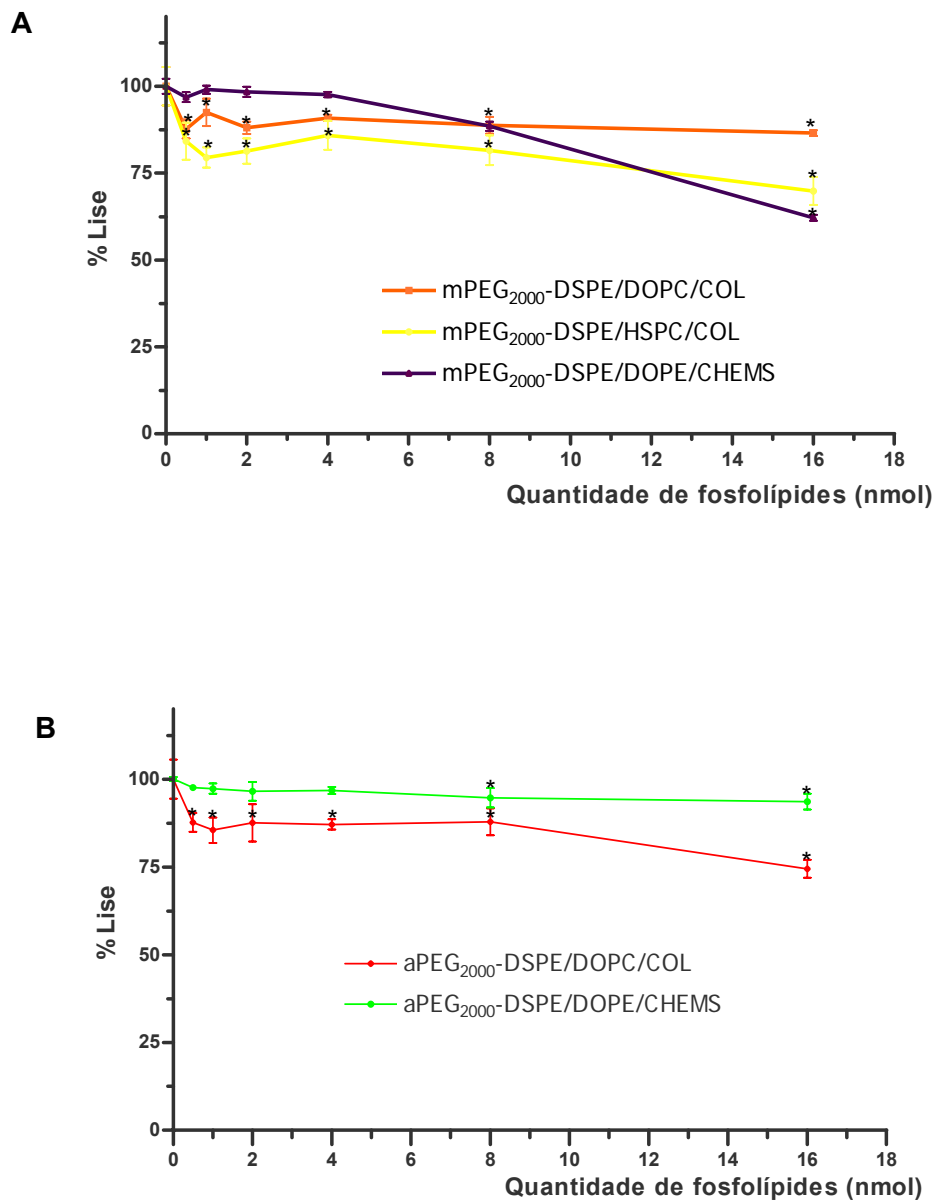 A
100
75
50
25
0
% Lise
mPEG2000-DSPE/DOPC/COL
mPEG2000-DSPE/HSPC/COL
mPEG2000-DSPE/DOPE/CHEMS
0 2 4 6 8 10 12 14 16 18
Quantidade de fosfolípides (nmol)
B
100
75
50
25
0
% Lise
aPEG2000-DSPE/DOPC/COL
aPEG2000-DSPE/DOPE/CHEMS
0 2 4 6 8 10 12 14 16 18
Quantidade de fosfolípides (nmol)